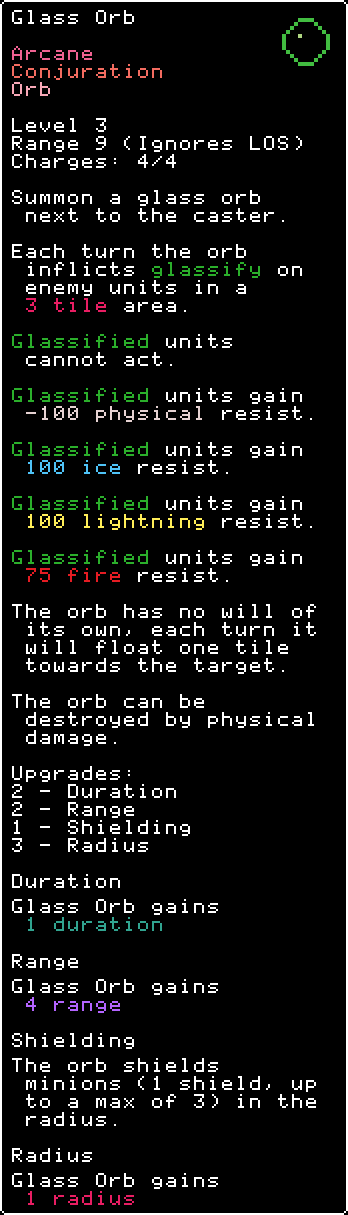 Glass Orb
Arcane
Conjuration
Orb
Level 3
Range 9 (Ignores LOS)
Charges: 4/4
Summon a glass orb
next to the caster.
Each turn the orb
inflicts glassify on
enemy units in a
3 tile area.
Glassified units
cannot act.
Glassified units gain
-100 physical resist.
Glassified units gain
100 ice resist.
Glassified units gain
100 lightning resist.
Glassified units gain
75 fire resist.
The orb has no will of
its own, each turn it
will float one tile
towards the target.
The orb can be
destroyed by physical
damage.
Upgrades:
2 - Duration
2 - Range
1 - Shielding
3 - Radius
Duration
Glass Orb gains
1 duration
Range
Glass Orb gains
4 range
Shielding
The orb shields
minions (1 shield, up
to a max of 3) in the
radius.
Radius
Glass Orb gains
1 radius